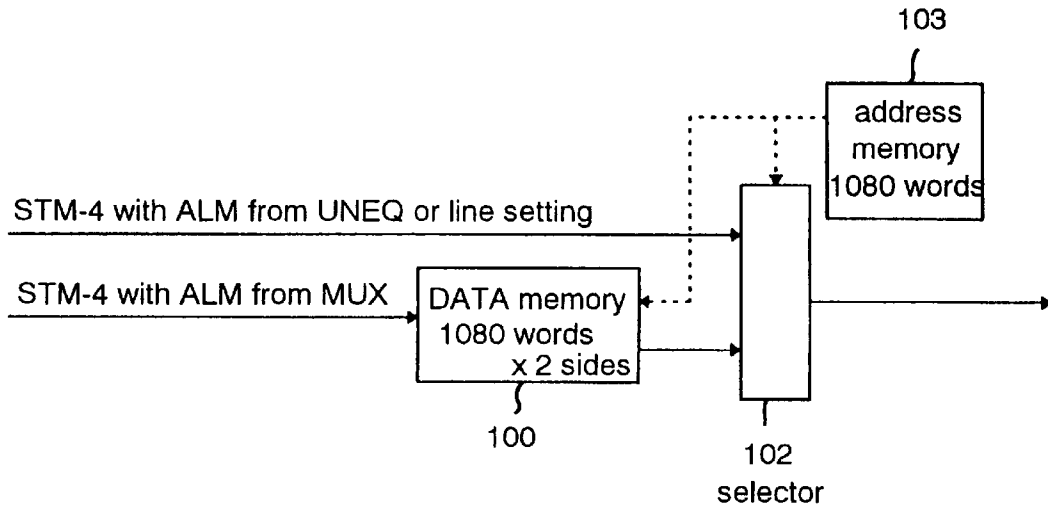 103
address
memory
1080 words
STM-4 with ALM from UNEQ or line setting
STM-4 with ALM from MUX
DATA memory
1080 words
x 2 sides
100
102
selector